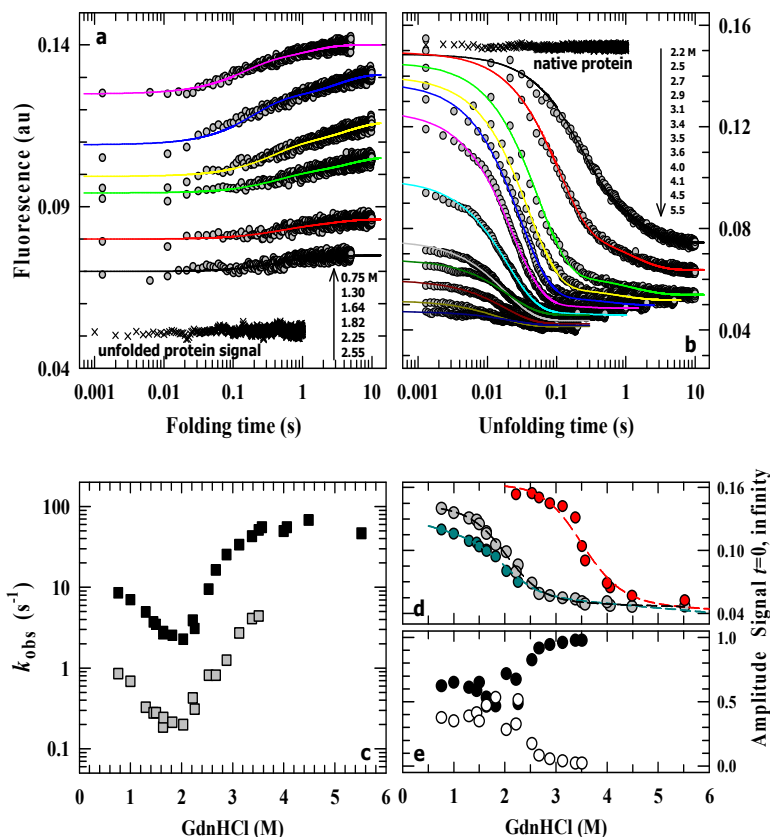 a
0.14
0.09
0.04
Fluorescence (au)
0.75 M
1.30
1.64
1.82
2.25
2.55
unfolded protein signal
0.001 0.01 0.1 1 10
Folding time (s)
native protein
2.2 M
2.5
2.7
2.9
3.1
3.4
3.5
3.6
4.0
4.1
4.5
5.5
b
0.16
0.12
0.08
0.04
0.001 0.01 0.1 1 10
Unfolding time (s)
100
10
1
0.1
kobs (s-1)
c
0 1 2 3 4 5 6
GdnHCl (M)
d
0.16
0.10
0.04
Signal t=0, infinity
e
1.0
0.5
0.0
Amplitude
0 1 2 3 4 5 6
GdnHCl (M)